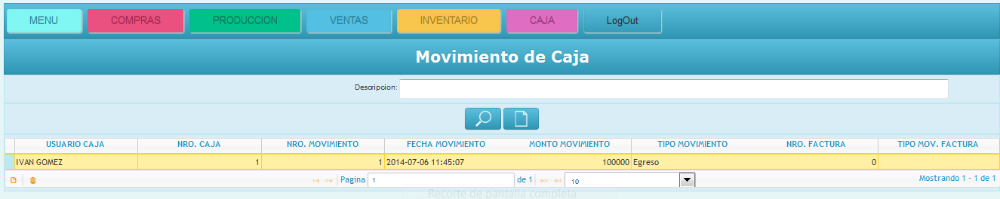 MENU COMPRAS PRODUCCION VENTAS INVENTARIO CAJA LogOut
Movimiento de Caja
Descripcion:
USUARIO CAJA NRO. CAJA NRO. MOVIMIENTO FECHA MOVIMIENTO MONTO MOVIMIENTO TIPO MOVIMIENTO NRO. FACTURA TIPO MOV. FACTURA
IVAN GOMEZ 1 1 2014-07-06 11:45:07 100000 Egreso 0
Pagina 1 de 1 10 Mostrando 1 - 1 de 1
Recorte de pantalla completa